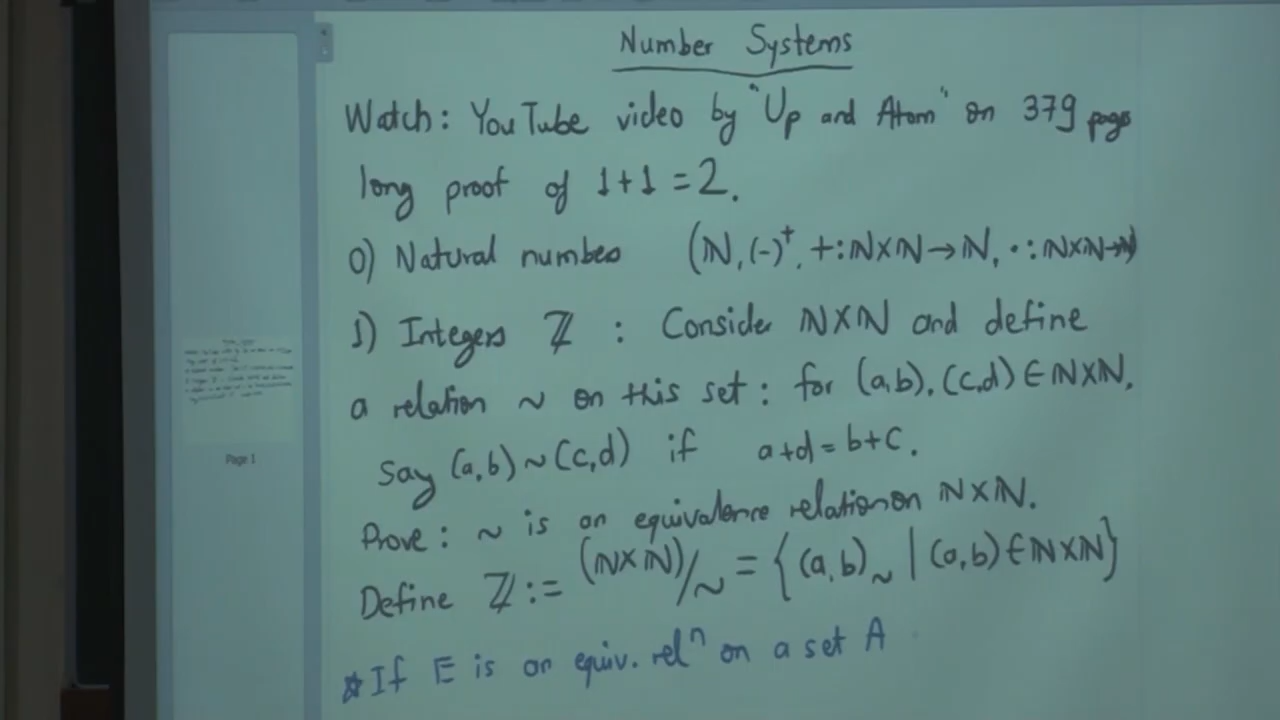 Number Systems
Watch: YouTube video by "Up and Atom" on 379 pages
long proof of 1+1=2.
0) Natural numbers (ℕ, (-)⁺, +:ℕ×ℕ→ℕ, ·:ℕ×ℕ→ℕ)
1) Integers ℤ : Consider ℕ×ℕ and define
a relation ~ on this set: for (a,b), (c,d) ∈ ℕ×ℕ,
Say (a,b)~(c,d) if a+d=b+c.
Prove: ~ is an equivalence relation on ℕ×ℕ.
Define ℤ := (ℕ×ℕ)/~ = {(a,b)~ | (a,b)∈ℕ×ℕ}
☆If E is an equiv. relⁿ on a set A
Page 1